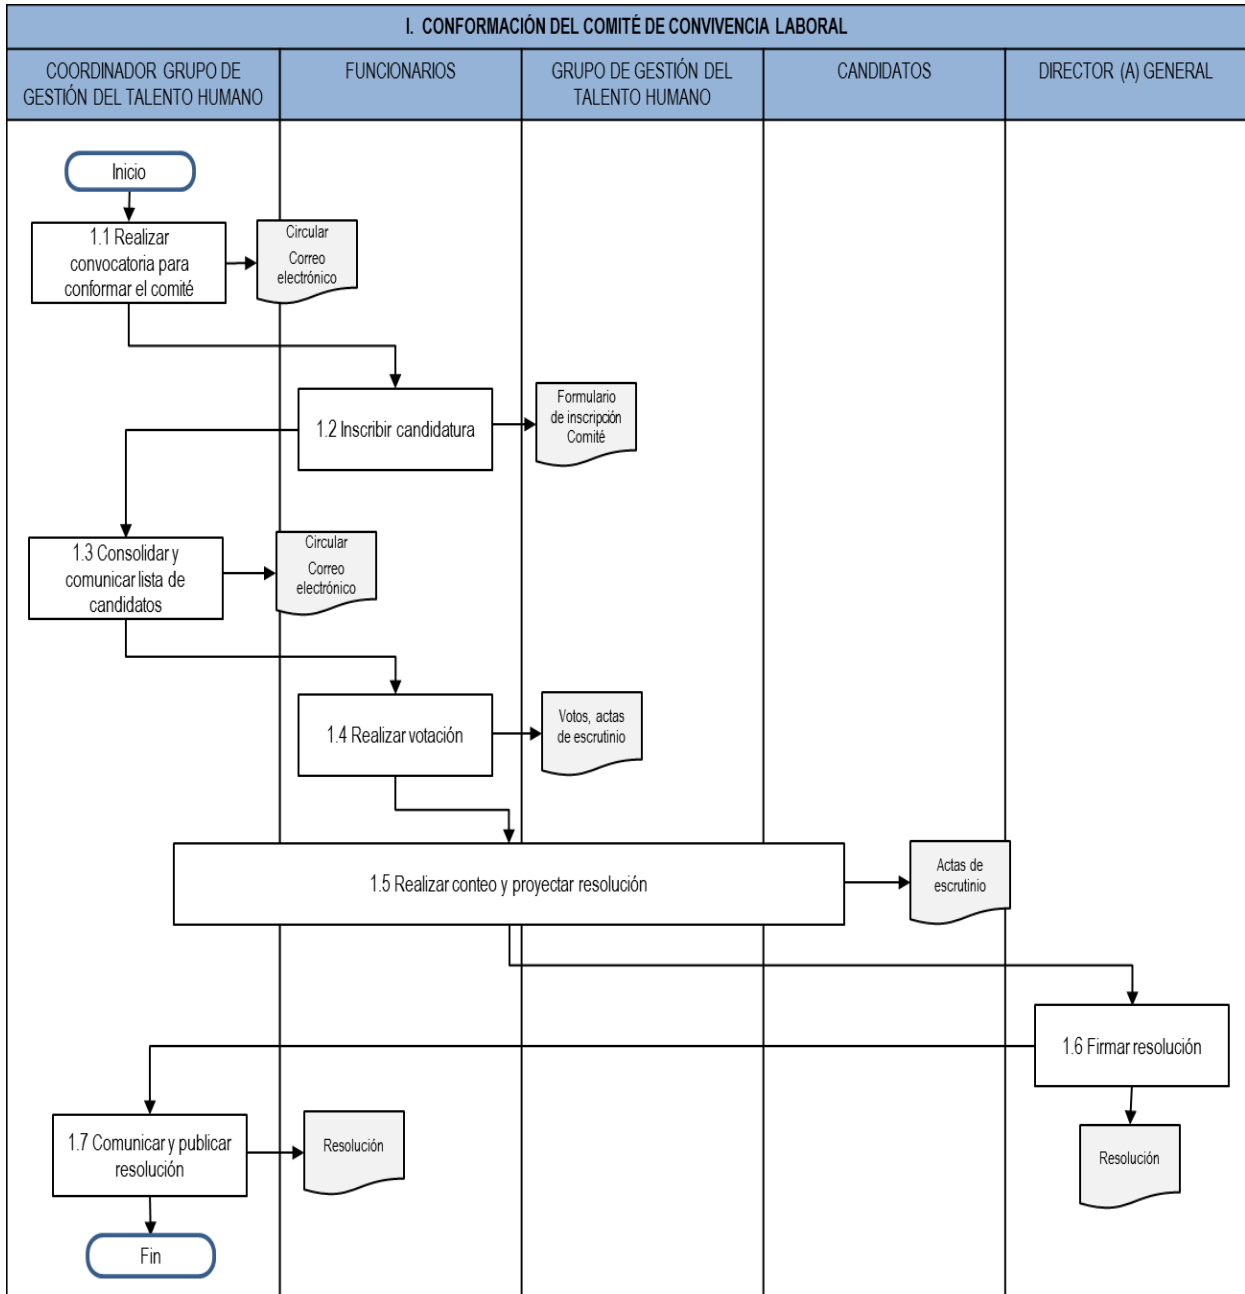 I. CONFORMACIÓN DEL COMITÉ DE CONVIVENCIA LABORAL
COORDINADOR GRUPO DE
GESTIÓN DEL TALENTO HUMANO
FUNCIONARIOS
GRUPO DE GESTIÓN DEL
TALENTO HUMANO
CANDIDATOS
DIRECTOR (A) GENERAL
Inicio
1.1 Realizar
convocatoria para
conformar el comité
Circular
Correo
electrónico
1.2 Inscribir candidatura
Formulario
de inscripción
Comité
1.3 Consolidar y
comunicar lista de
candidatos
Circular
Correo
electrónico
1.4 Realizar votación
Votos, actas
de escrutinio
1.5 Realizar conteo y proyectar resolución
Actas de
escrutinio
1.6 Firmar resolución
Resolución
1.7 Comunicar y publicar
resolución
Resolución
Fin